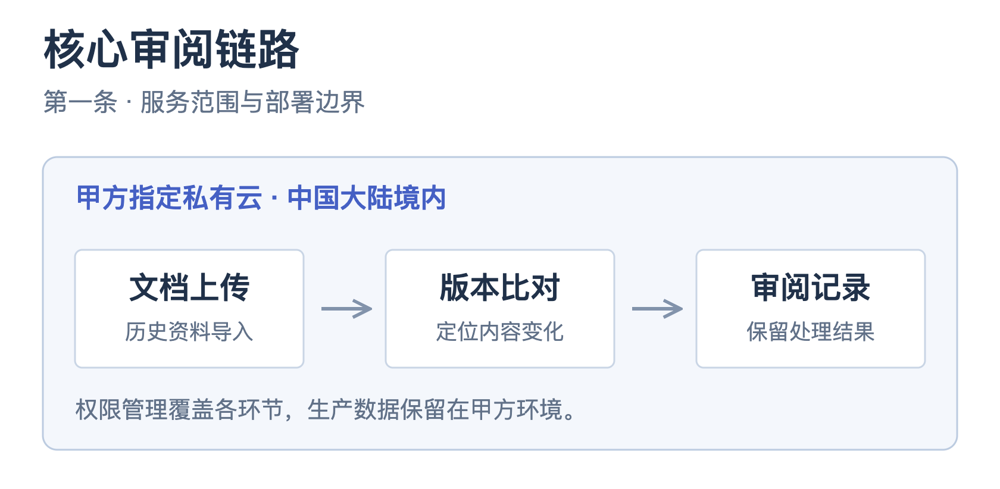 核心审阅链路
第一条 · 服务范围与部署边界
甲方指定私有云 · 中国大陆境内
文档上传
历史资料导入
版本比对
定位内容变化
审阅记录
保留处理结果
权限管理覆盖各环节，生产数据保留在甲方环境。